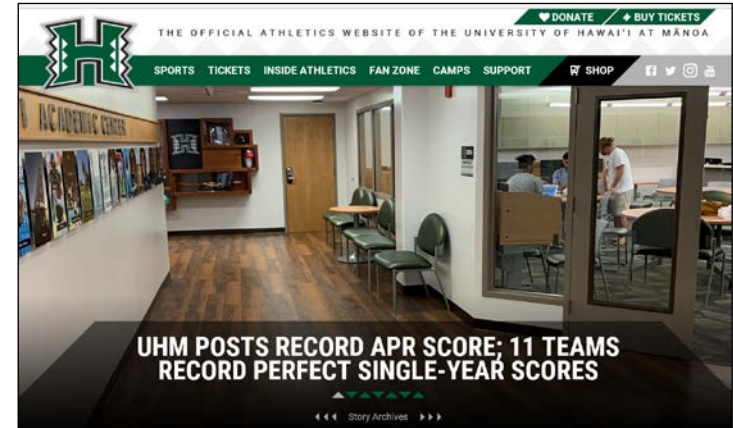 DONATE
BUY TICKETS
THE OFFICIAL ATHLETICS WEBSITE OF THE UNIVERSITY OF HAWAI'I AT MĀNOA
SPORTS TICKETS INSIDE ATHLETICS FAN ZONE CAMPS SUPPORT SHOP
H
ACADEMIC CENTER
UHM POSTS RECORD APR SCORE; 11 TEAMS
RECORD PERFECT SINGLE-YEAR SCORES
Story Archives